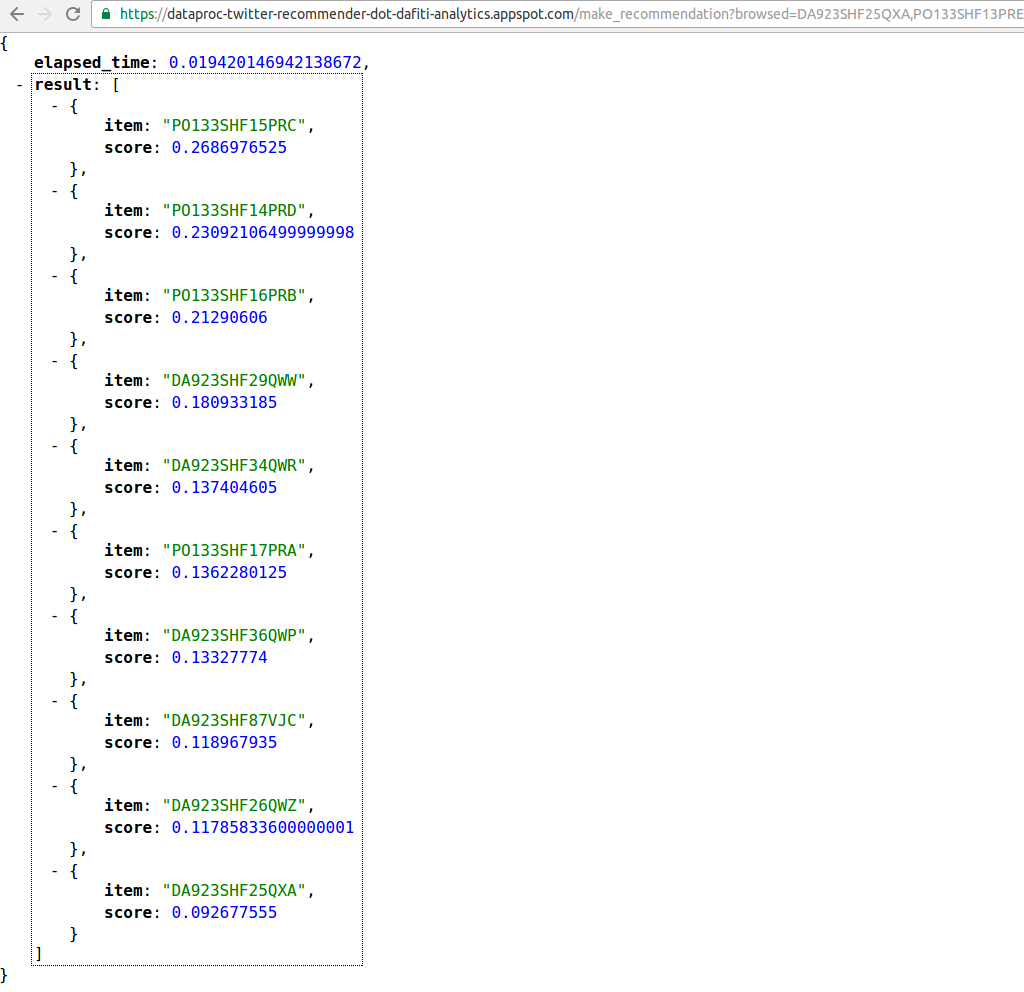 https://dataproc-twitter-recommender-dot-dafiti-analytics.appspot.com/make_recommendation?browsed=DA923SHF25QXA,PO133SHF13PRE
{
elapsed_time: 0.019420146942138672,
- result: [
- {
item: "PO133SHF15PRC",
score: 0.2686976525
},
- {
item: "PO133SHF14PRD",
score: 0.23092106499999998
},
- {
item: "PO133SHF16PRB",
score: 0.21290606
},
- {
item: "DA923SHF29QWW",
score: 0.180933185
},
- {
item: "DA923SHF34QWR",
score: 0.137404605
},
- {
item: "PO133SHF17PRA",
score: 0.1362280125
},
- {
item: "DA923SHF36QWP",
score: 0.13327774
},
- {
item: "DA923SHF87VJC",
score: 0.118967935
},
- {
item: "DA923SHF26QWZ",
score: 0.11785833600000001
},
- {
item: "DA923SHF25QXA",
score: 0.092677555
}
]
}